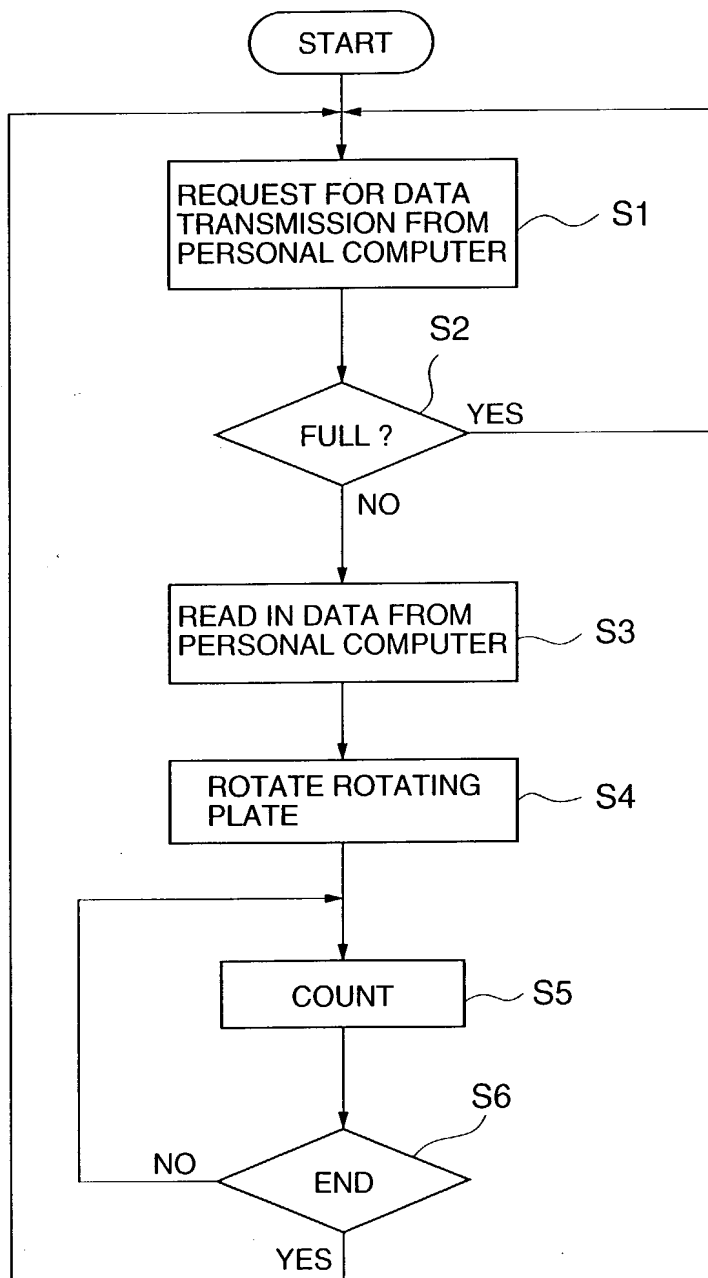 START
REQUEST FOR DATA
TRANSMISSION FROM
PERSONAL COMPUTER
S1
S2
FULL ?
YES
NO
READ IN DATA FROM
PERSONAL COMPUTER
S3
ROTATE ROTATING
PLATE
S4
COUNT
S5
S6
NO
END
YES